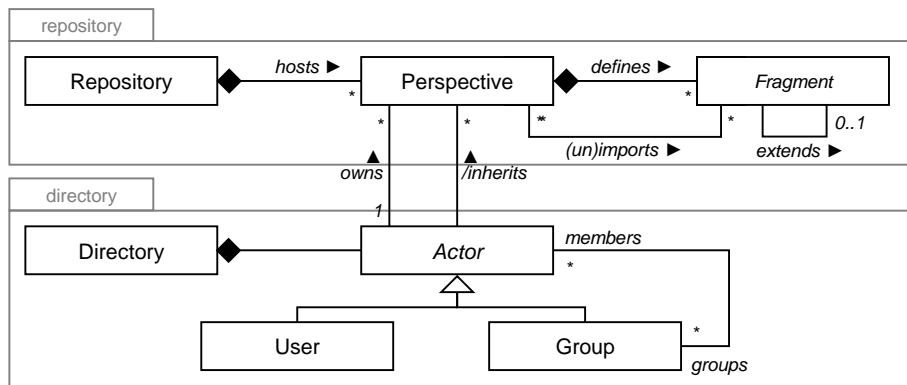 repository
Repository
hosts ►
*
Perspective
defines ►
*
Fragment
*
*
**
*
0..1
(un)imports ►
extends ►
▲
owns
▲
/inherits
directory
1
Directory
Actor
members
*
User
Group
*
groups